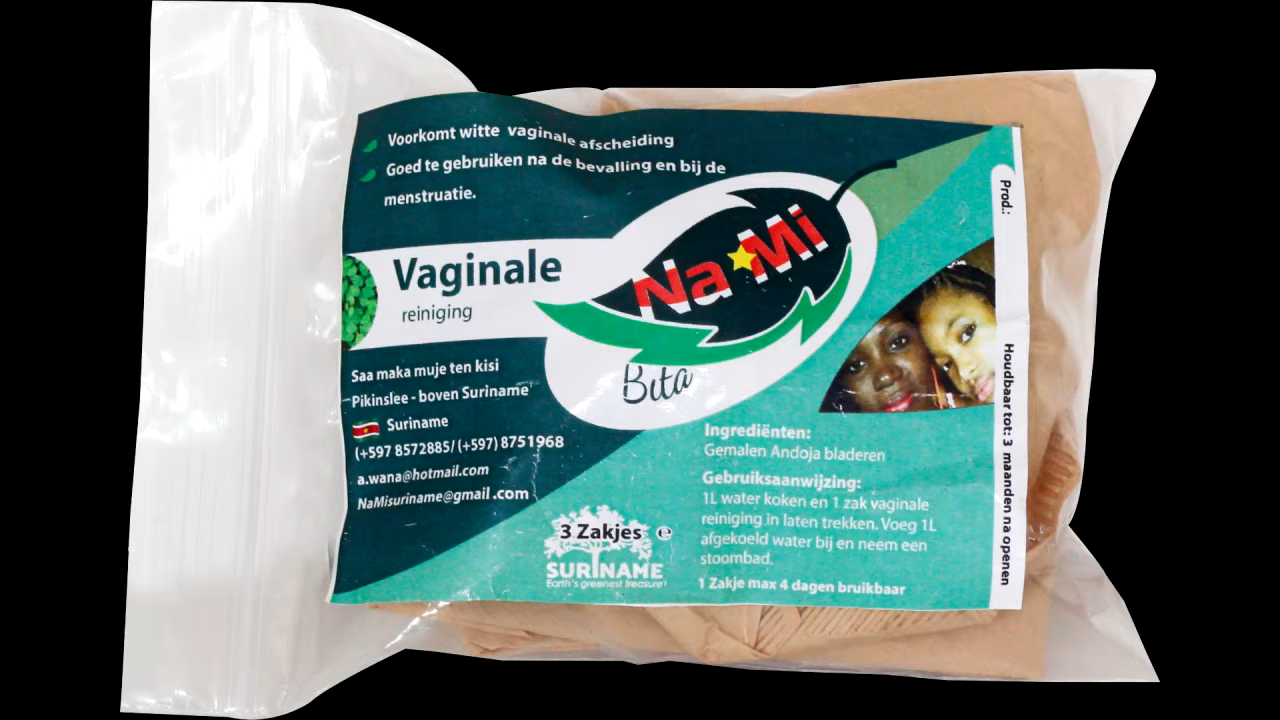 Voorkomt witte vaginale afscheiding
Goed te gebruiken na de bevalling en bij de
menstruatie.
Vaginale
reiniging
Na Mi
Bita
Saa maka muje ten kisi
Pikinslee - boven Suriname
Suriname
(+597 8572885/ (+597) 8751968
a.wana@hotmail.com
NaMisuriname@gmail.com
3 Zakjes ℮
SURINAME
Earth's greenest treasure
Ingrediënten:
Gemalen Andoja bladeren
Gebruiksaanwijzing:
1L water koken en 1 zak vaginale
reiniging in laten trekken. Voeg 1L
afgekoeld water bij en neem een
stoombad.
1 Zakje max 4 dagen bruikbaar
Prod.:
Houdbaar tot: 3 maanden na openen